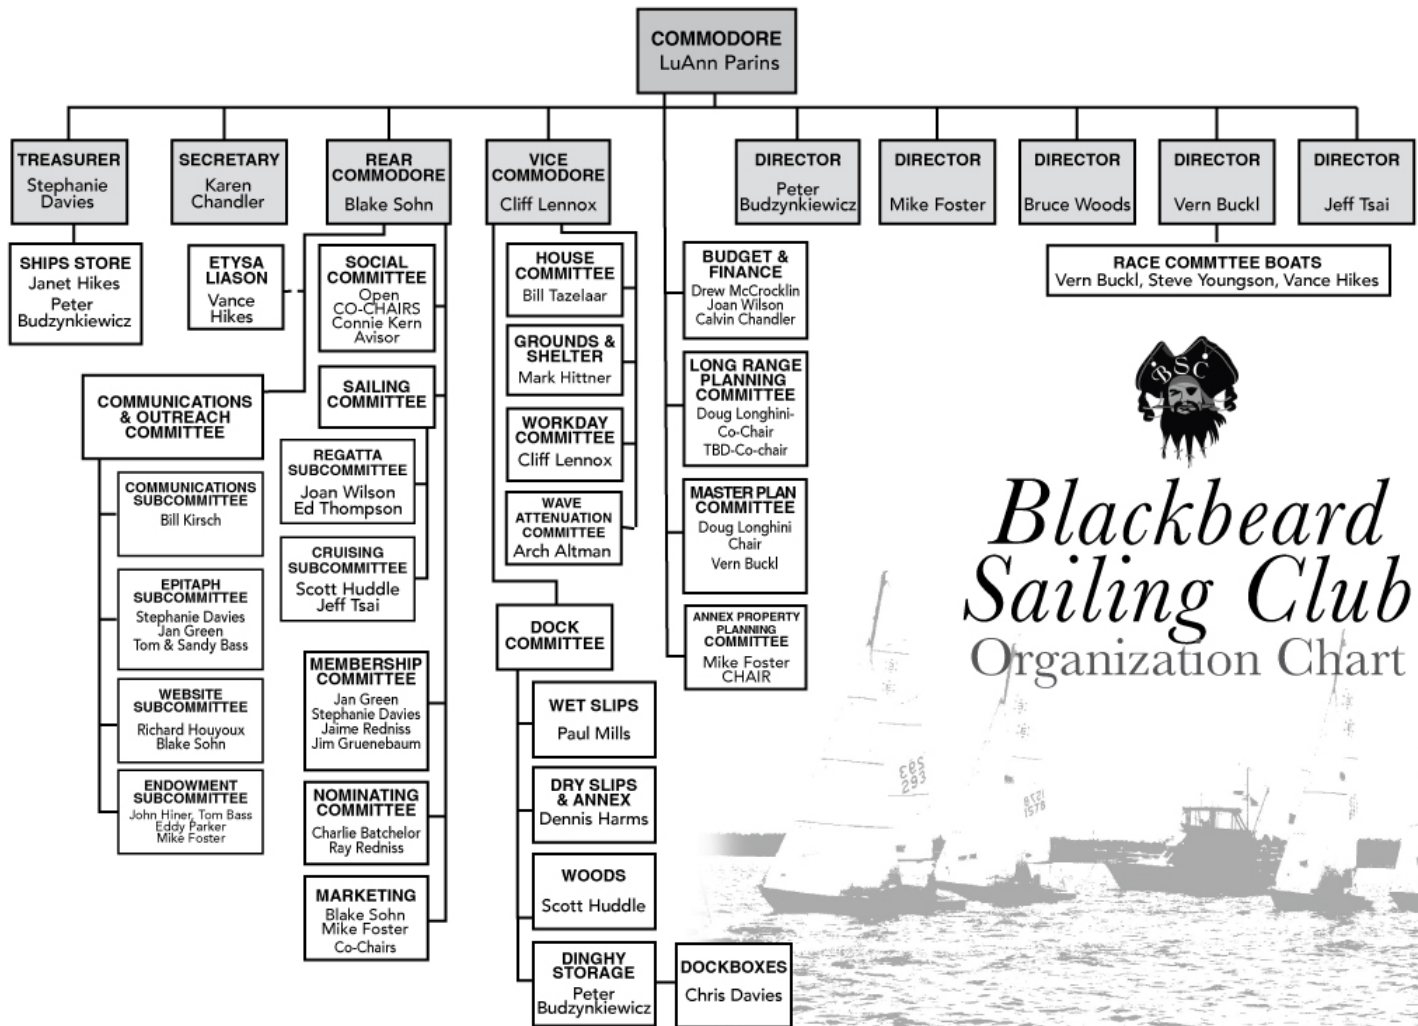 COMMODORE
LuAnn Parins
TREASURER
Stephanie
Davies
SECRETARY
Karen
Chandler
REAR
COMMODORE
Blake Sohn
VICE
COMMODORE
Cliff Lennox
DIRECTOR
Peter
Budzynkiewicz
DIRECTOR
Mike Foster
DIRECTOR
Bruce Woods
DIRECTOR
Vern Buckl
DIRECTOR
Jeff Tsai
SHIPS STORE
Janet Hikes
Peter
Budzynkiewicz
ETYSA
LIASON
Vance
Hikes
SOCIAL
COMMITTEE
Open
CO-CHAIRS
Connie Kern
Avisor
SAILING
COMMITTEE
REGATTA
SUBCOMMITTEE
Joan Wilson
Ed Thompson
CRUISING
SUBCOMMITTEE
Scott Huddle
Jeff Tsai
COMMUNICATIONS
& OUTREACH
COMMITTEE
COMMUNICATIONS
SUBCOMMITTEE
Bill Kirsch
EPITAPH
SUBCOMMITTEE
Stephanie Davies
Jan Green
Tom & Sandy Bass
WEBSITE
SUBCOMMITTEE
Richard Houyoux
Blake Sohn
ENDOWMENT
SUBCOMMITTEE
John Hiner, Tom Bass
Eddy Parker
Mike Foster
MEMBERSHIP
COMMITTEE
Jan Green
Stephanie Davies
Jaime Redniss
Jim Gruenebaum
NOMINATING
COMMITTEE
Charlie Batchelor
Ray Redniss
MARKETING
Blake Sohn
Mike Foster
Co-Chairs
HOUSE
COMMITTEE
Bill Tazelaar
GROUNDS &
SHELTER
Mark Hittner
WORKDAY
COMMITTEE
Cliff Lennox
WAVE
ATTENUATION
COMMITTEE
Arch Altman
DOCK
COMMITTEE
WET SLIPS
Paul Mills
DRY SLIPS
& ANNEX
Dennis Harms
WOODS
Scott Huddle
DINGHY
STORAGE
Peter
Budzynkiewicz
DOCKBOXES
Chris Davies
BUDGET &
FINANCE
Drew McCrocklin
Joan Wilson
Calvin Chandler
LONG RANGE
PLANNING
COMMITTEE
Doug Longhini-
Co-Chair
TBD-Co-chair
MASTER PLAN
COMMITTEE
Doug Longhini
Chair
Vern Buckl
ANNEX PROPERTY
PLANNING
COMMITTEE
Mike Foster
CHAIR
RACE COMMTTEE BOATS
Vern Buckl, Steve Youngson, Vance Hikes
BSC
Blackbeard
Sailing Club
Organization Chart
293
1578